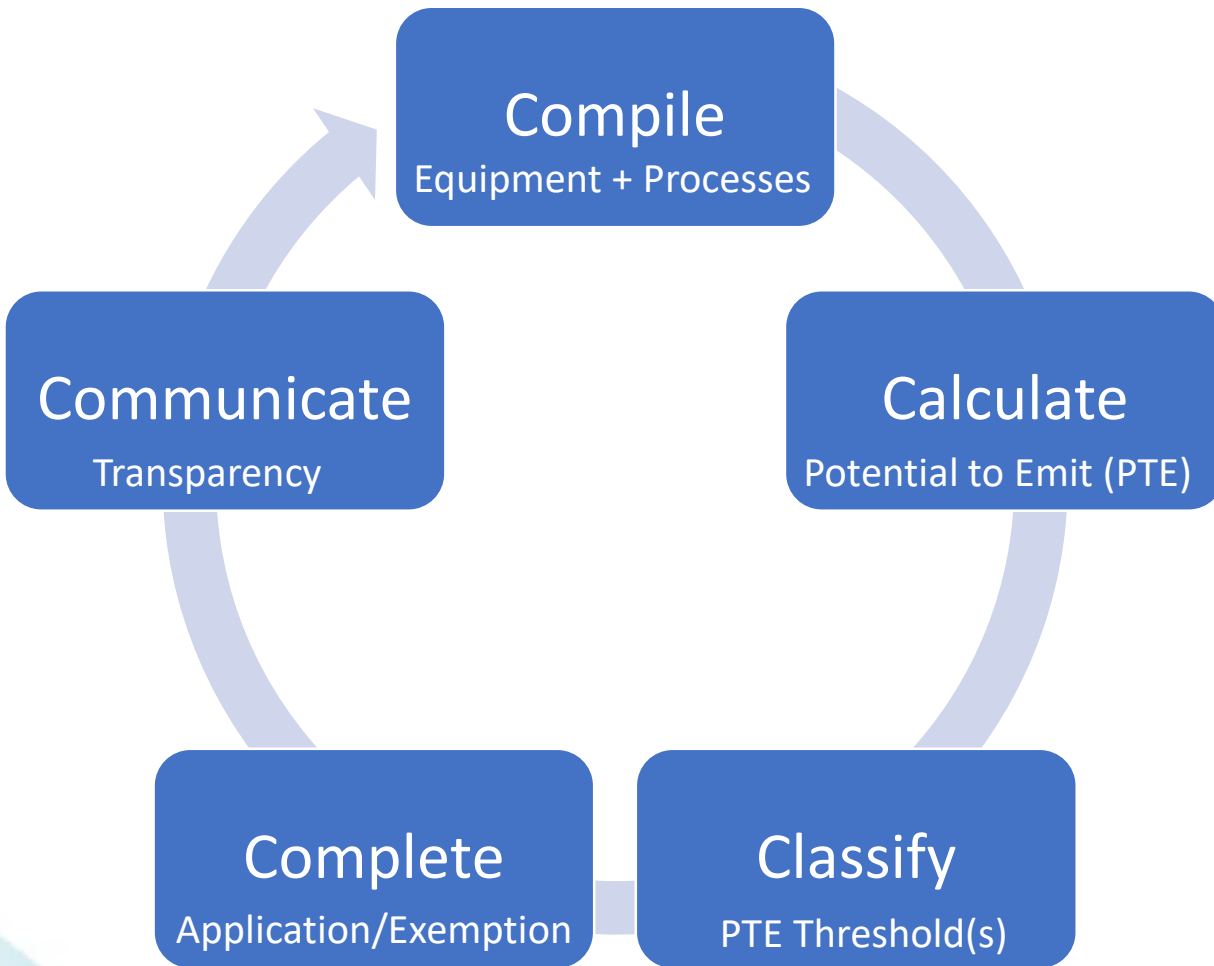 Compile
Equipment + Processes
Calculate
Potential to Emit (PTE)
Classify
PTE Threshold(s)
Complete
Application/Exemption
Communicate
Transparency